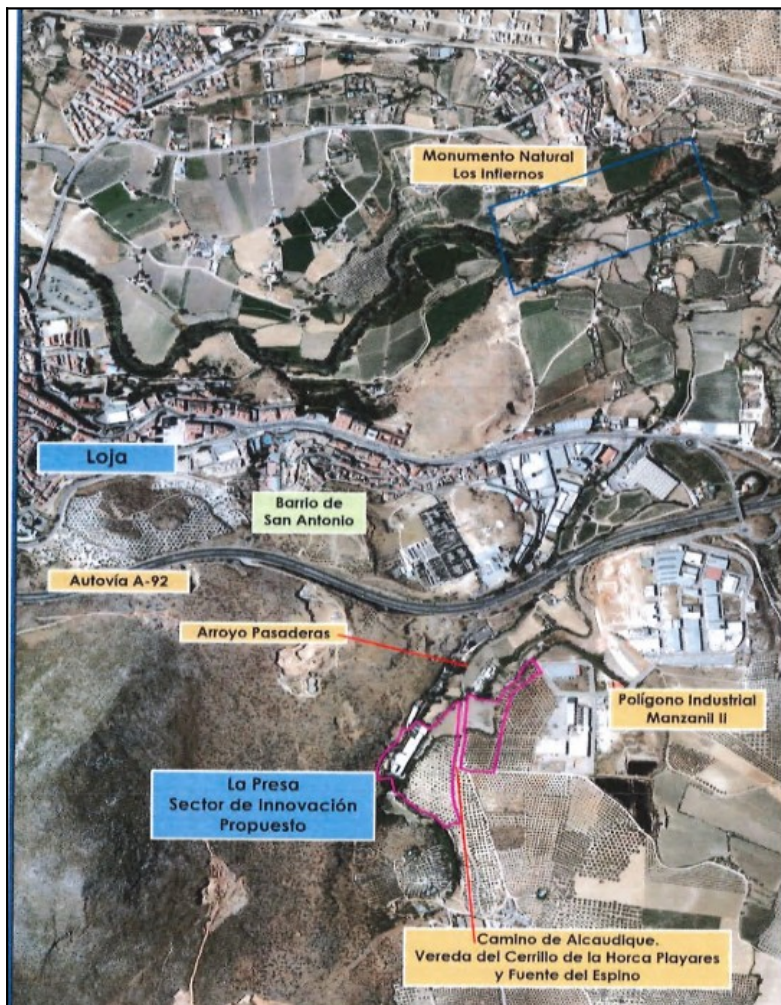 Monumento Natural
Los Infiernos
Loja
Barrio de
San Antonio
Autovía A-92
Arroyo Pasaderas
Polígono Industrial
Manzanil II
La Presa
Sector de Innovación
Propuesto
Camino de Alcaudique.
Vereda del Cerrillo de la Horca Playares
y Fuente del Espino